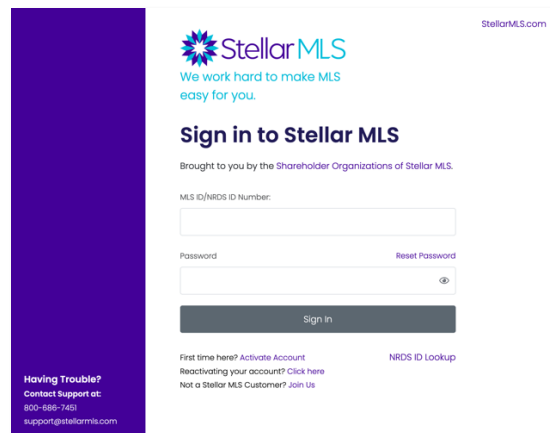 StellarMLS.com
Stellar MLS
We work hard to make MLS
easy for you.
Sign in to Stellar MLS
Brought to you by the Shareholder Organizations of Stellar MLS.
MLS ID/NRDS ID Number:
Password
Reset Password
Sign In
First time here? Activate Account
NRDS ID Lookup
Reactivating your account? Click here
Not a Stellar MLS Customer? Join Us
Having Trouble?
Contact Support at:
800-686-7451
support@stellarmls.com